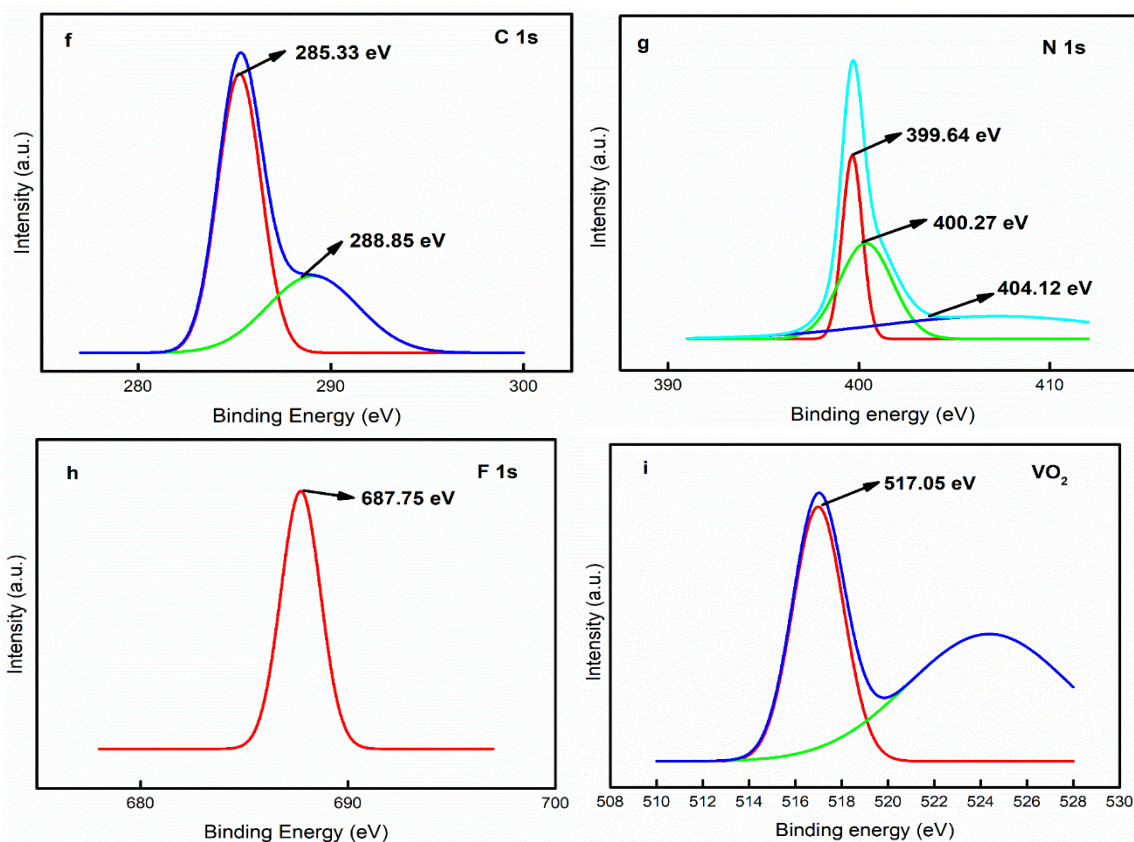 f
C 1s
285.33 eV
288.85 eV
Intensity (a.u.)
280 290 300
Binding Energy (eV)
g
N 1s
399.64 eV
400.27 eV
404.12 eV
Intensity (a.u.)
390 400 410
Binding energy (eV)
h
F 1s
687.75 eV
Intensity (a.u.)
680 690 700
Binding Energy (eV)
i
VO₂
517.05 eV
Intensity (a.u.)
508 510 512 514 516 518 520 522 524 526 528 530
Binding energy (eV)